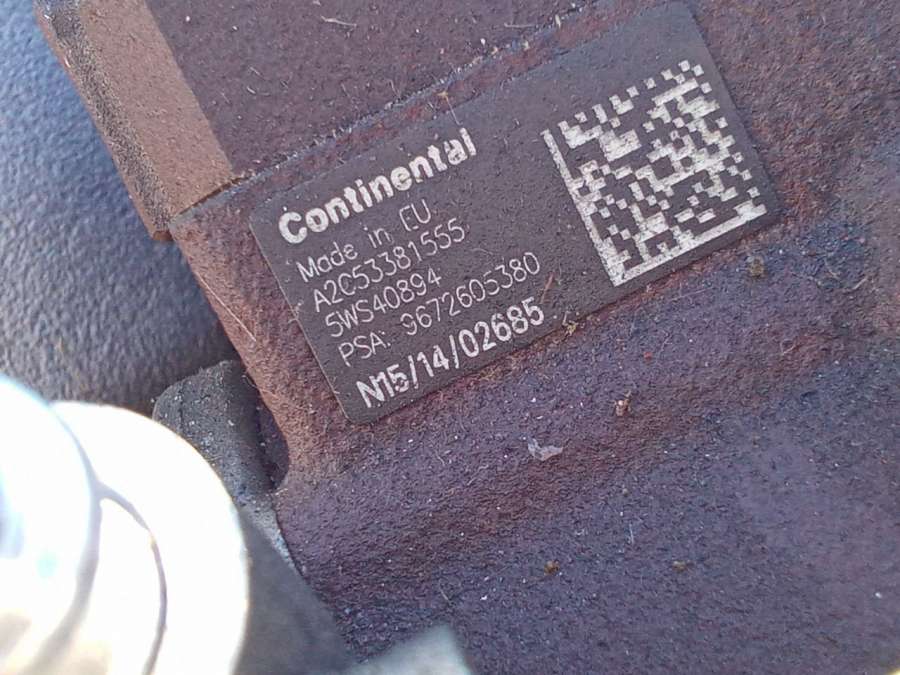 Continental
Made in EU
A2C53381555
5WS40894
PSA: 9672605380
N15/14/02685